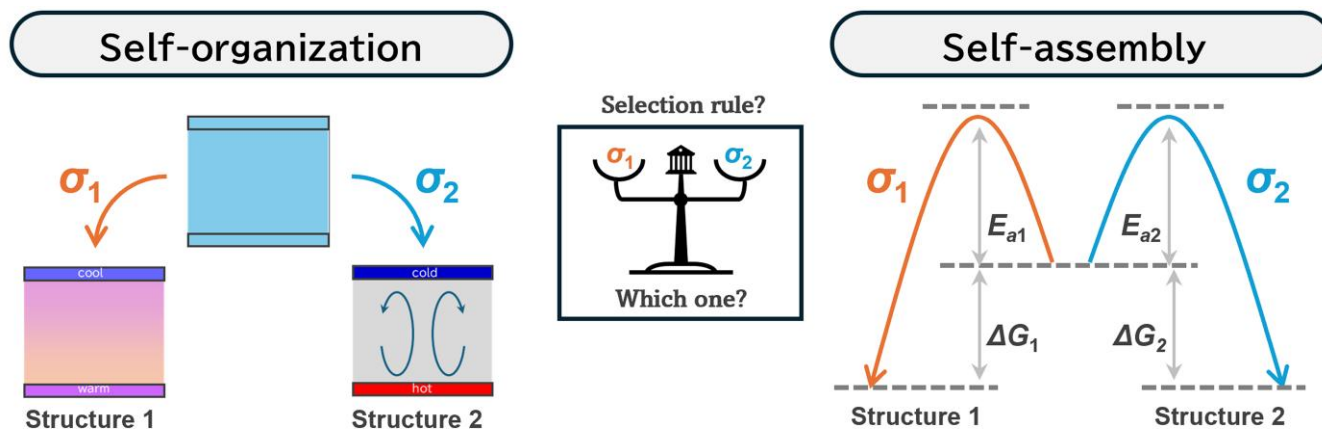 Self-organization
σ1
σ2
cool
warm
Structure 1
cold
hot
Structure 2
Selection rule?
σ1
σ2
Which one?
Self-assembly
σ1
σ2
Ea1
Ea2
ΔG1
ΔG2
Structure 1
Structure 2